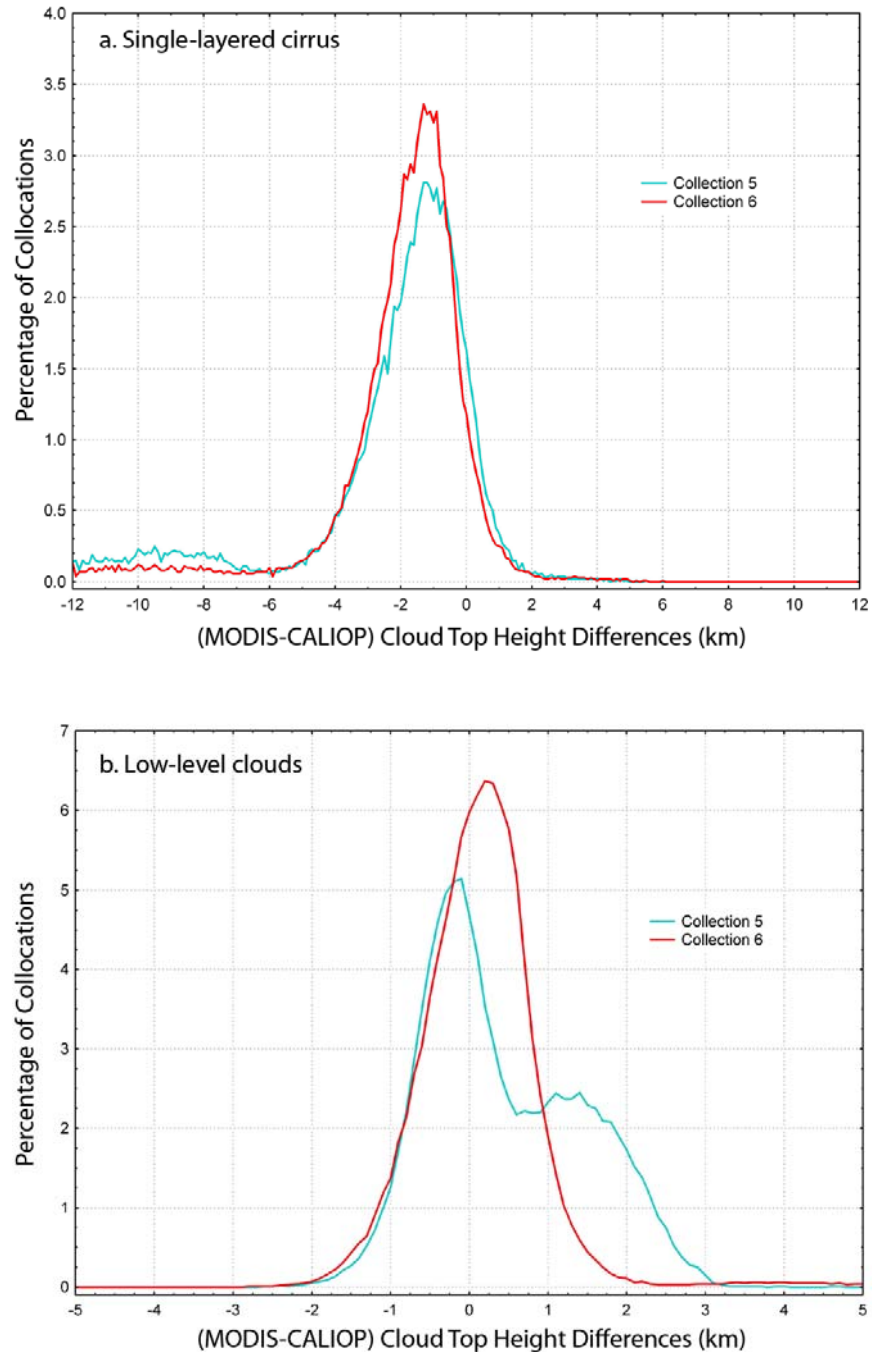 4.0
a. Single-layered cirrus
3.5
3.0
Collection 5
Collection 6
2.5
2.0
1.5
1.0
0.5
0.0
Percentage of Collocations
-12 -10 -8 -6 -4 -2 0 2 4 6 8 10 12
(MODIS-CALIOP) Cloud Top Height Differences (km)
7
b. Low-level clouds
6
5
Collection 5
Collection 6
4
3
2
1
0
Percentage of Collocations
-5 -4 -3 -2 -1 0 1 2 3 4 5
(MODIS-CALIOP) Cloud Top Height Differences (km)